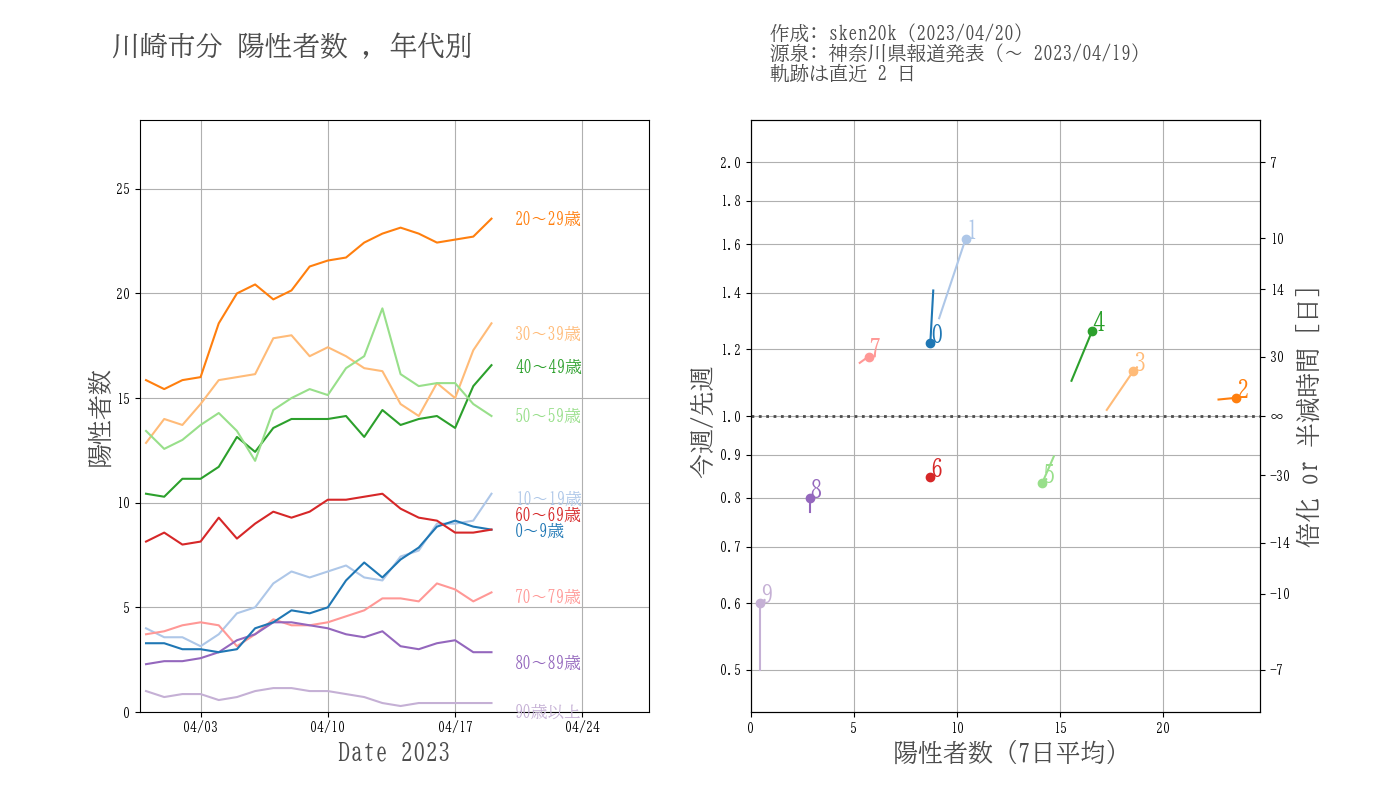 川崎市分 陽性者数 , 年代別
作成: sken20k (2023/04/20)
源泉: 神奈川県報道発表 (〜 2023/04/19)
軌跡は直近 2 日
陽性者数
25
20
15
10
5
0
04/03
04/10
04/17
04/24
Date 2023
20〜29歳
30〜39歳
40〜49歳
50〜59歳
10〜19歳
60〜69歳
0〜9歳
70〜79歳
80〜89歳
90歳以上
今週/先週
2.0
1.8
1.6
1.4
1.2
1.0
0.9
0.8
0.7
0.6
0.5
1
0
4
7
3
2
6
5
8
9
0
5
10
15
20
陽性者数 (7日平均)
7
10
14
30
∞
-30
-14
-10
-7
倍化 or 半減時間 [日]